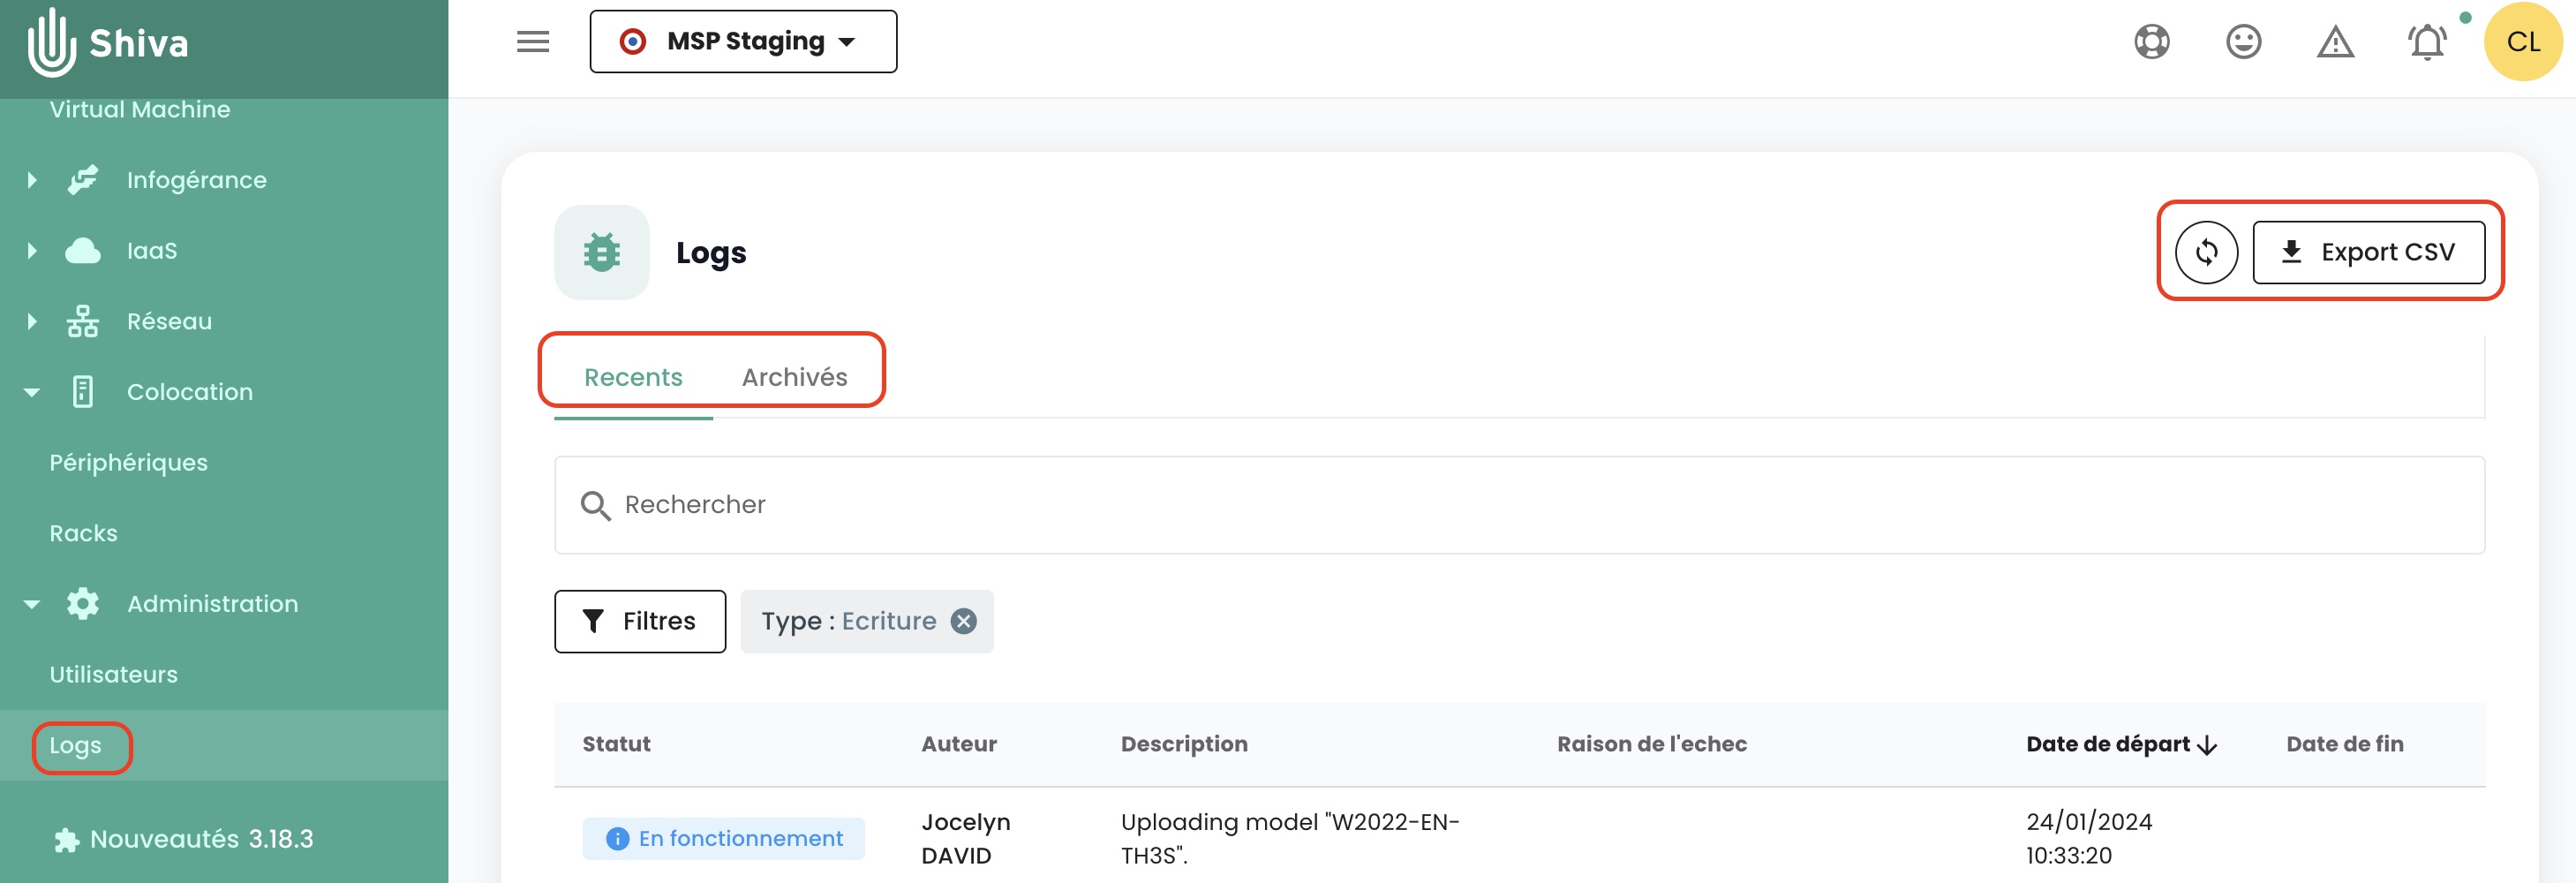 Shiva
MSP Staging
CL
Virtual Machine
Infogérance
IaaS
Réseau
Colocation
Périphériques
Racks
Administration
Utilisateurs
Logs
Nouveautés 3.18.3
Logs
Export CSV
Recents
Archivés
Rechercher
Filtres
Type : Ecriture
Statut
Auteur
Description
Raison de l'echec
Date de départ
Date de fin
En fonctionnement
Jocelyn
DAVID
Uploading model "W2022-EN-
TH3S".
24/01/2024
10:33:20